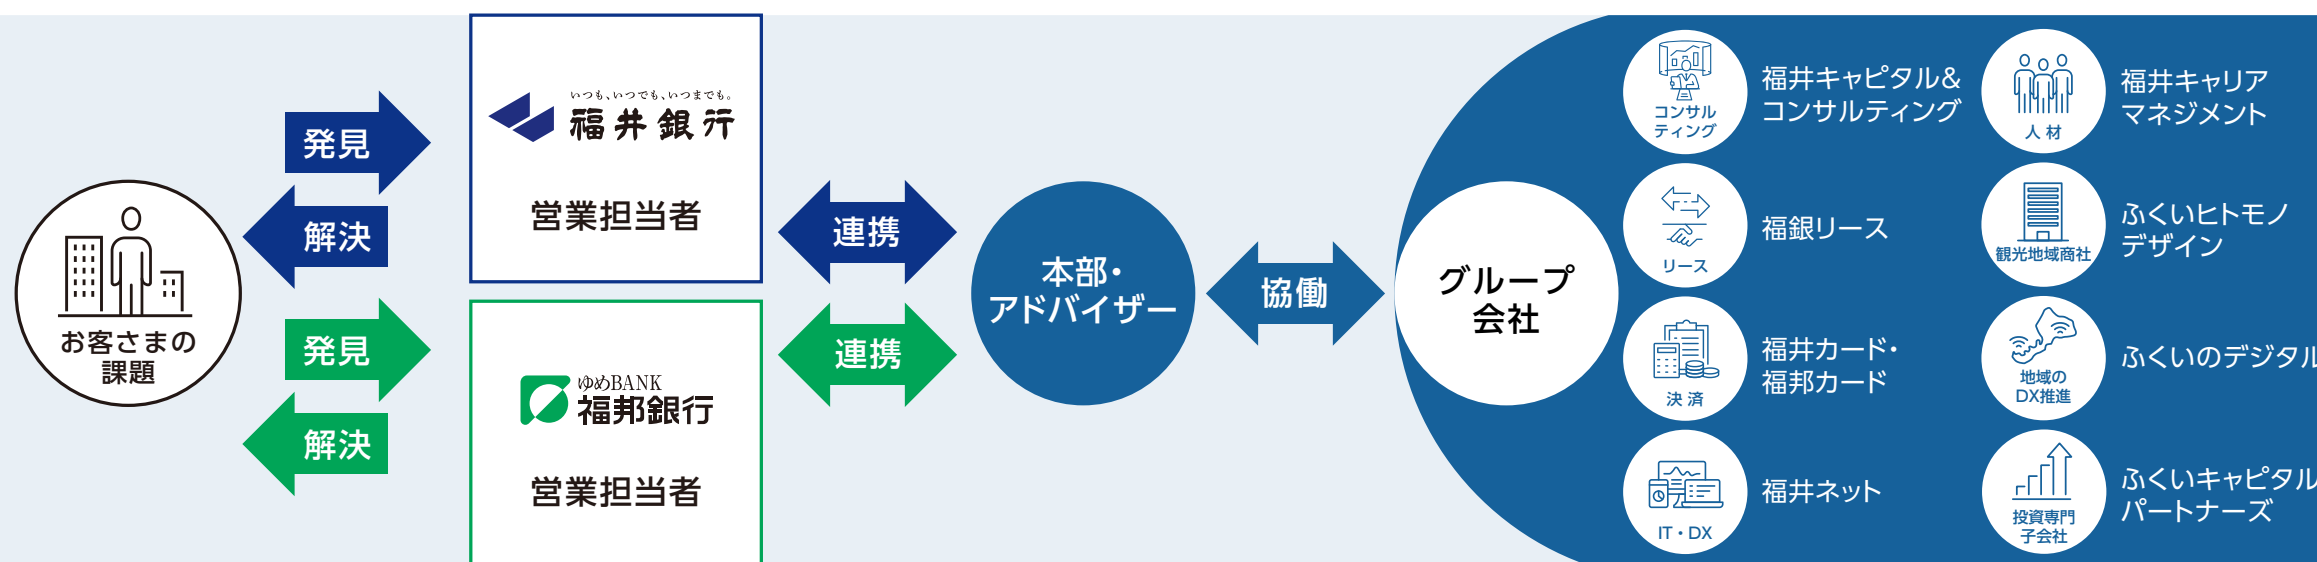 お客さまの
課題
発見
解決
発見
解決
いつも、いつでも、いつまでも。
福井銀行
営業担当者
ゆめBANK
福邦銀行
営業担当者
連携
連携
本部・
アドバイザー
協働
グループ
会社
コンサル
ティング
福井キャピタル&
コンサルティング
人材
福井キャリア
マネジメント
リース
福銀リース
観光地域商社
ふくいヒトモノ
デザイン
決済
福井カード・
福邦カード
地域の
DX推進
ふくいのデジタル
IT・DX
福井ネット
投資専門
子会社
ふくいキャピタル
パートナーズ